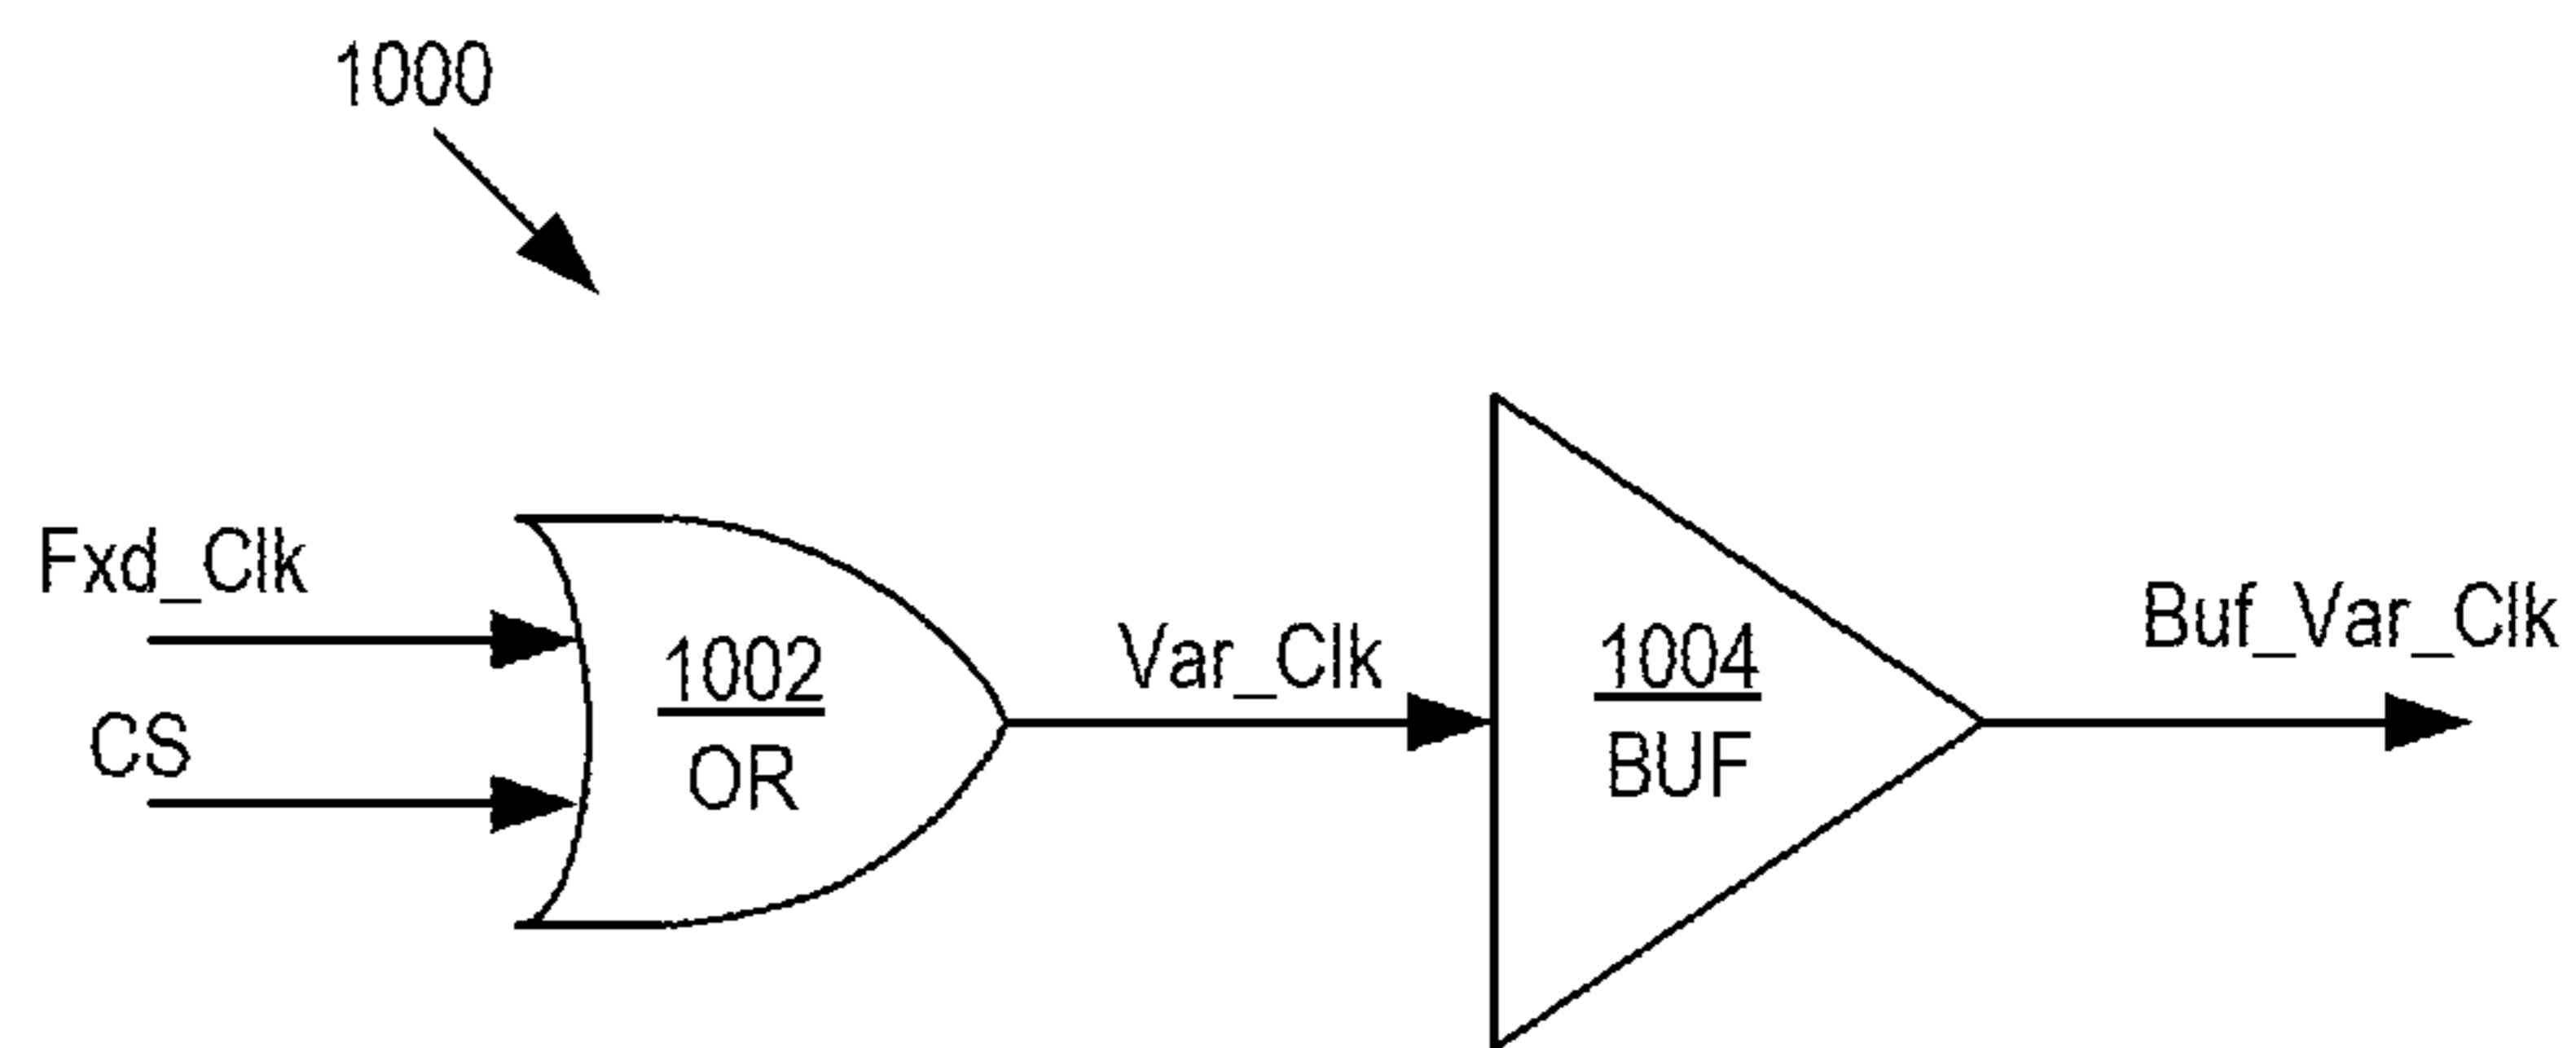 1000
Fxd_Clk
CS
1002
OR
Var_Clk
1004
BUF
Buf_Var_Clk